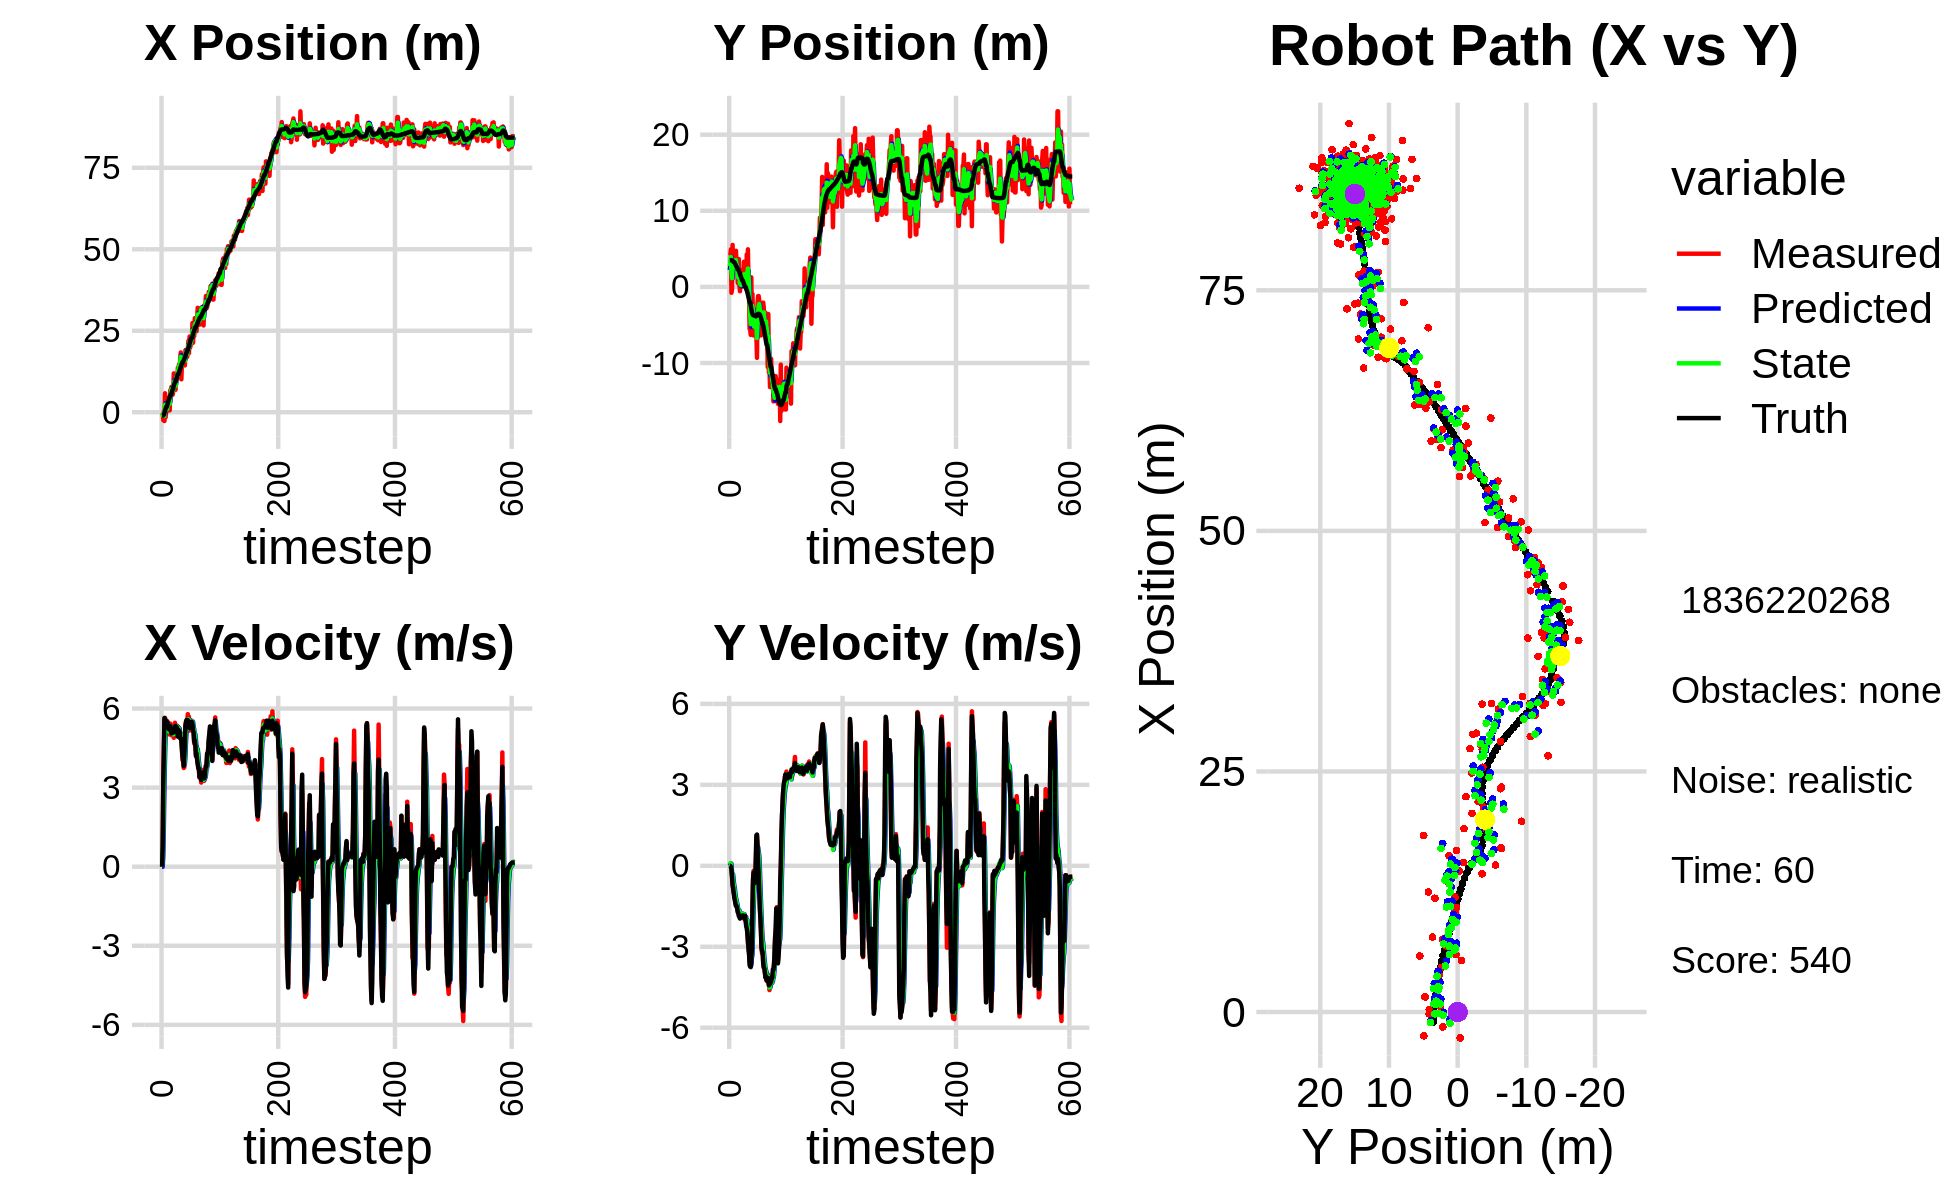 X Position (m)
75
50
25
0
0
200
400
600
timestep
Y Position (m)
20
10
0
-10
0
200
400
600
timestep
X Velocity (m/s)
6
3
0
-3
-6
0
200
400
600
timestep
Y Velocity (m/s)
6
3
0
-3
-6
0
200
400
600
timestep
Robot Path (X vs Y)
X Position (m)
75
50
25
0
20 10 0 -10 -20
Y Position (m)
variable
Measured
Predicted
State
Truth
1836220268
Obstacles: none
Noise: realistic
Time: 60
Score: 540